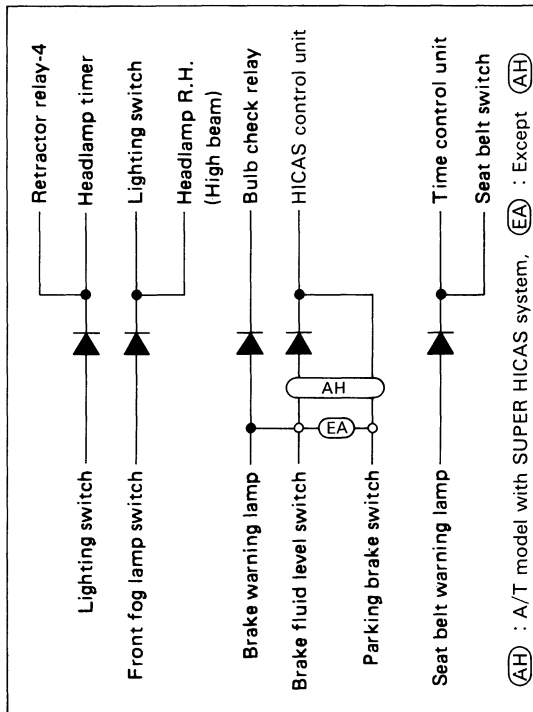 Retractor relay-4
Headlamp timer
Lighting switch
Headlamp R.H.
(High beam)
Bulb check relay
HICAS control unit
Time control unit
Seat belt switch
AH
EA
Lighting switch
Front fog lamp switch
Brake warning lamp
Brake fluid level switch
Parking brake switch
Seat belt warning lamp
AH : A/T model with SUPER HICAS system, EA : Except AH